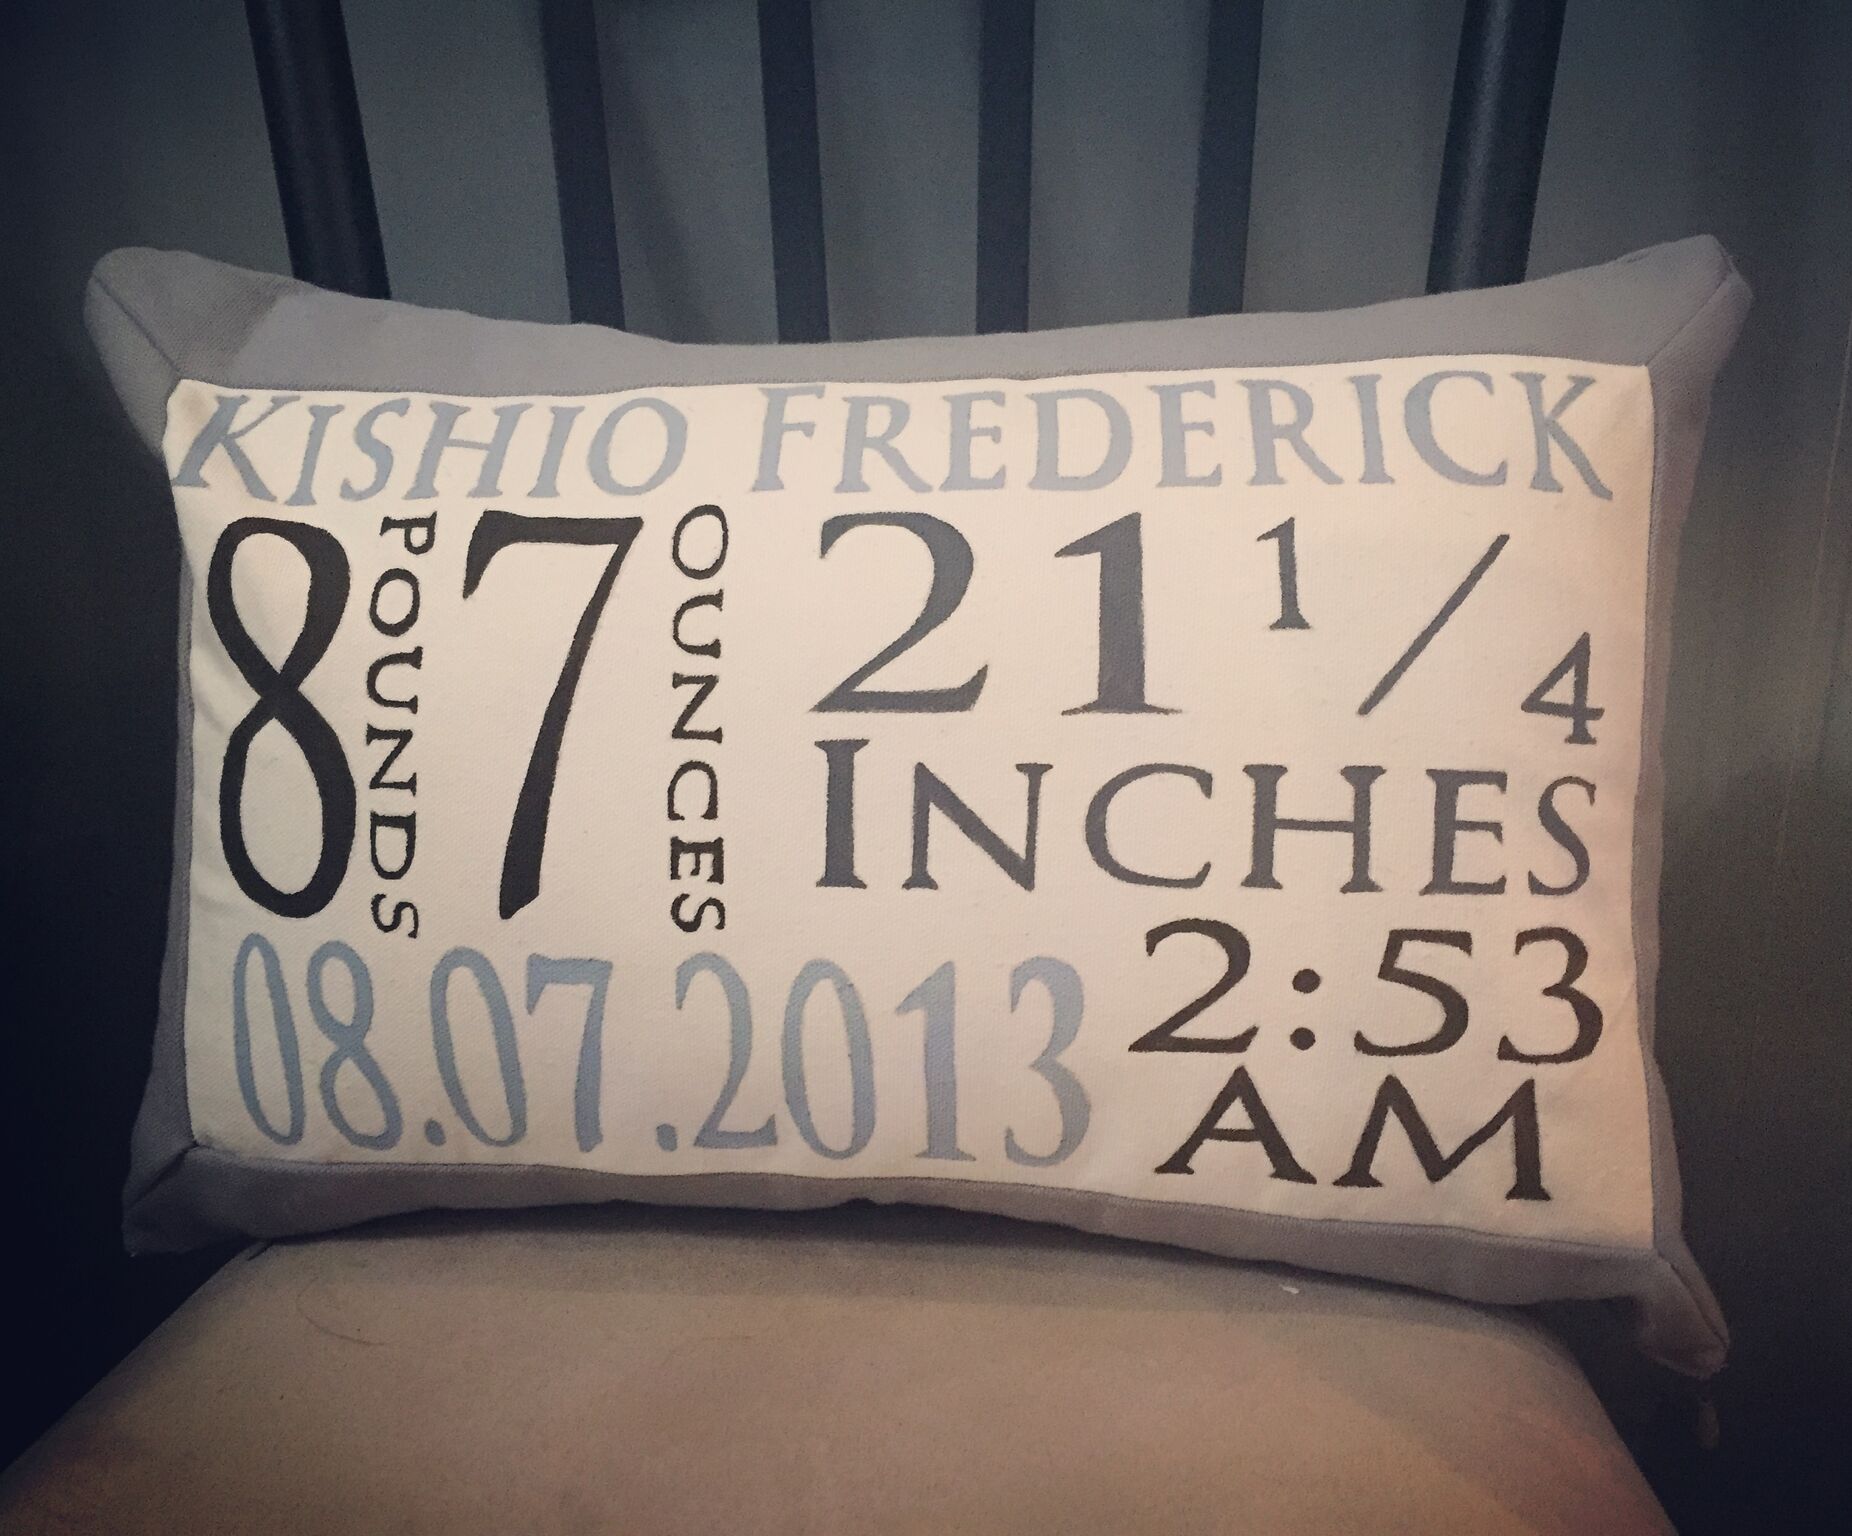 KISHIO FREDERICK
8 POUNDS 7 OUNCES
21 1/4
INCHES
08.07.2013
2:53
AM